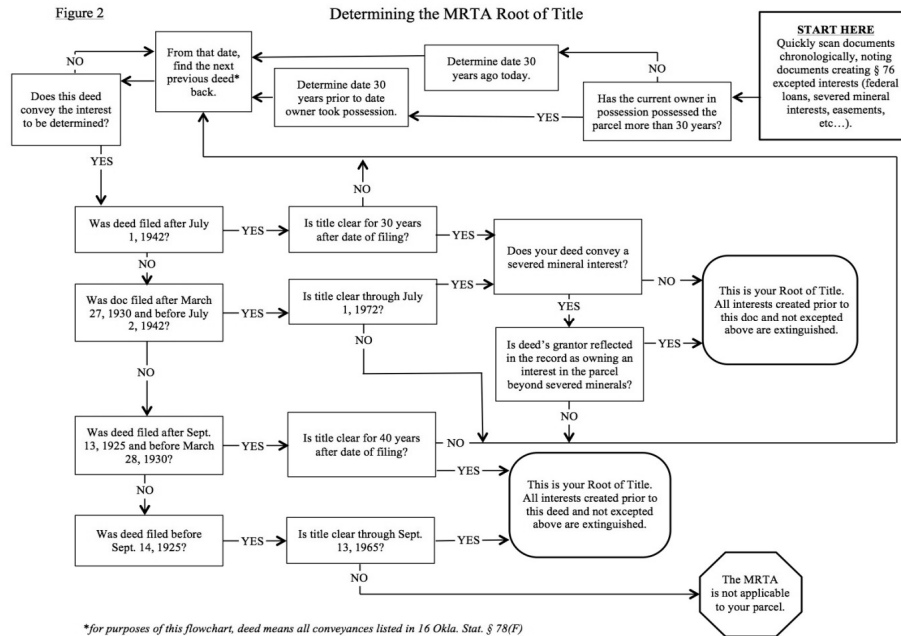 Figure 2
Determining the MRTA Root of Title
START HERE
Quickly scan documents
chronologically, noting
documents creating § 76
excepted interests (federal
loans, severed mineral
interests, easements,
etc…).
NO
From that date,
find the next
previous deed*
back.
Determine date 30
years ago today.
NO
Determine date
30 years prior to date
owner took possession.
YES
Has the current owner in
possession possessed the
parcel more than 30 years?
Does this deed
convey the interest
to be determined?
YES
NO
Was deed filed after July
1, 1942?
YES
Is title clear for 30 years
after date of filing?
YES
Does your deed convey a
severed mineral interest?
NO
This is your Root of Title.
All interests created prior to
this doc and not excepted
above are extinguished.
NO
Was doc filed after March
27, 1930 and before July
2, 1942?
YES
Is title clear through July
1, 1972?
YES
YES
Is deed's grantor reflected
in the record as owning an
interest in the parcel
beyond severed minerals?
YES
NO
NO
NO
Was deed filed after Sept.
13, 1925 and before March
28, 1930?
YES
Is title clear for 40 years
after date of filing?
NO
YES
This is your Root of Title.
All interests created prior to
this deed and not excepted
above are extinguished.
NO
Was deed filed before
Sept. 14, 1925?
YES
Is title clear through Sept.
13, 1965?
YES
NO
The MRTA
is not applicable
to your parcel.
*for purposes of this flowchart, deed means all conveyances listed in 16 Okla. Stat. § 78(F)